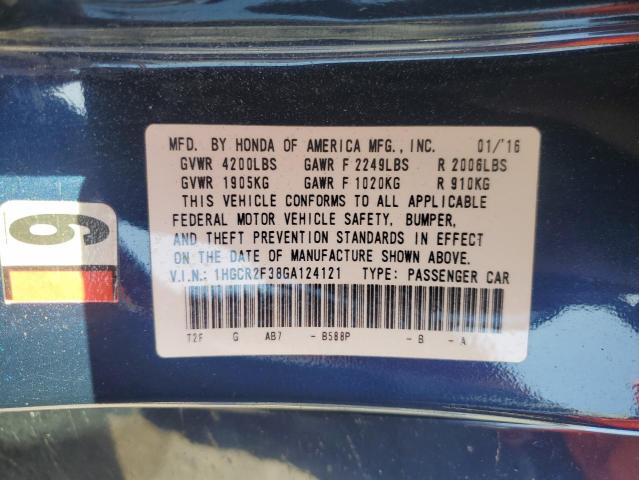 MFD. BY HONDA OF AMERICA MFG., INC. 01/'16
GVWR 4200LBS GAWR F 2249LBS R 2006LBS
GVWR 1905KG GAWR F 1020KG R 910KG
THIS VEHICLE CONFORMS TO ALL APPLICABLE
FEDERAL MOTOR VEHICLE SAFETY, BUMPER,
AND THEFT PREVENTION STANDARDS IN EFFECT
ON THE DATE OF MANUFACTURE SHOWN ABOVE.
V.I.N.: 1HGCR2F38GA124121 TYPE: PASSENGER CAR
T2F G AB7 - B588P - B - A